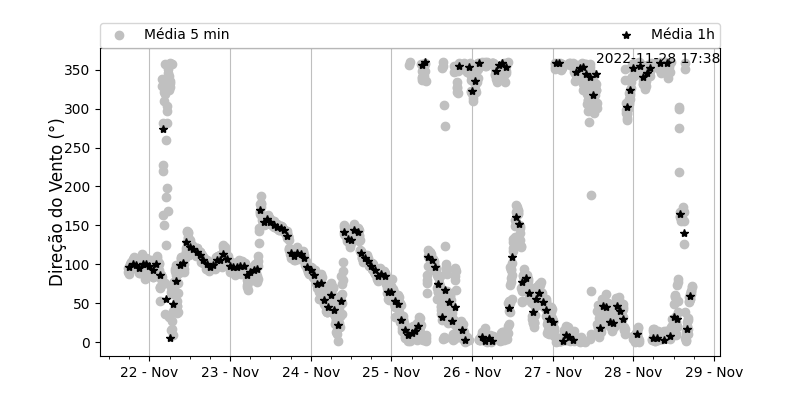 Média 5 min
Média 1h
2022-11-28 17:38
Direção do Vento (°)
350
300
250
200
150
100
50
0
22 - Nov
23 - Nov
24 - Nov
25 - Nov
26 - Nov
27 - Nov
28 - Nov
29 - Nov